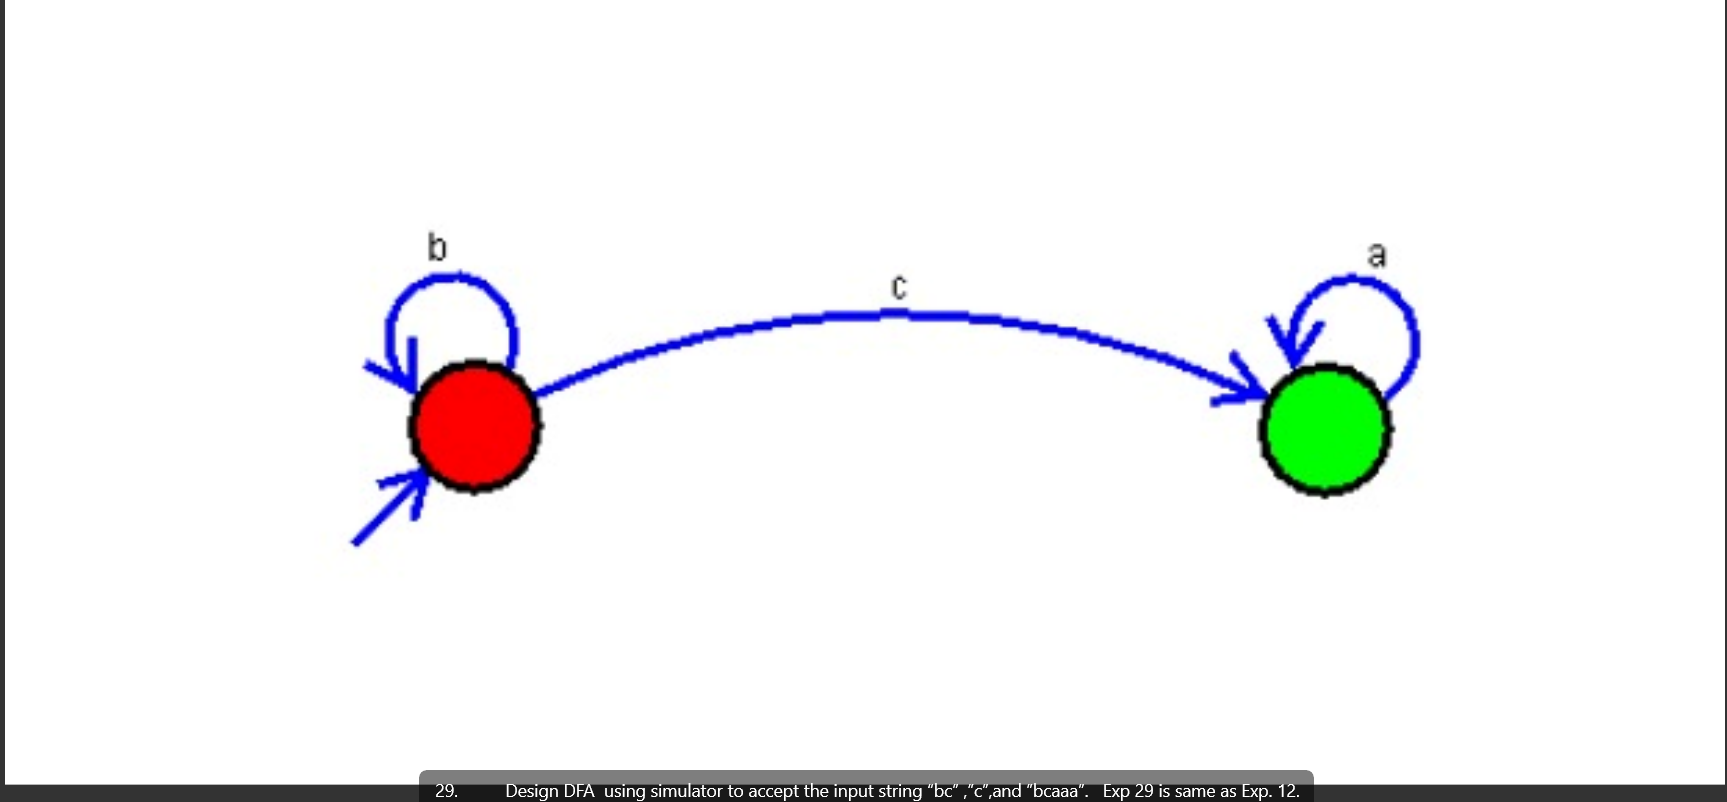 b
c
a
29. Design DFA  using simulator to accept the input string “bc” ,“c”,and “bcaaa”.   Exp 29 is same as Exp. 12.